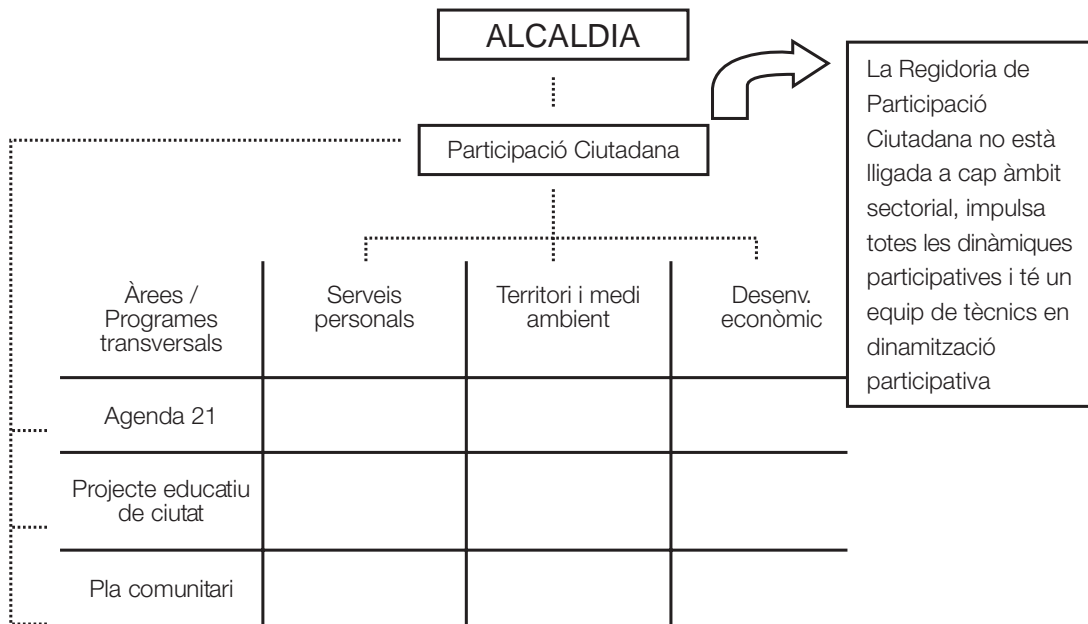 ALCALDIA
Participació Ciutadana
La Regidoria de
Participació
Ciutadana no està
lligada a cap àmbit
sectorial, impulsa
totes les dinàmiques
participatives i té un
equip de tècnics en
dinamització
participativa
Àrees /
Programes
transversals
Serveis
personals
Territori i medi
ambient
Desenv.
econòmic
Agenda 21
Projecte educatiu
de ciutat
Pla comunitari